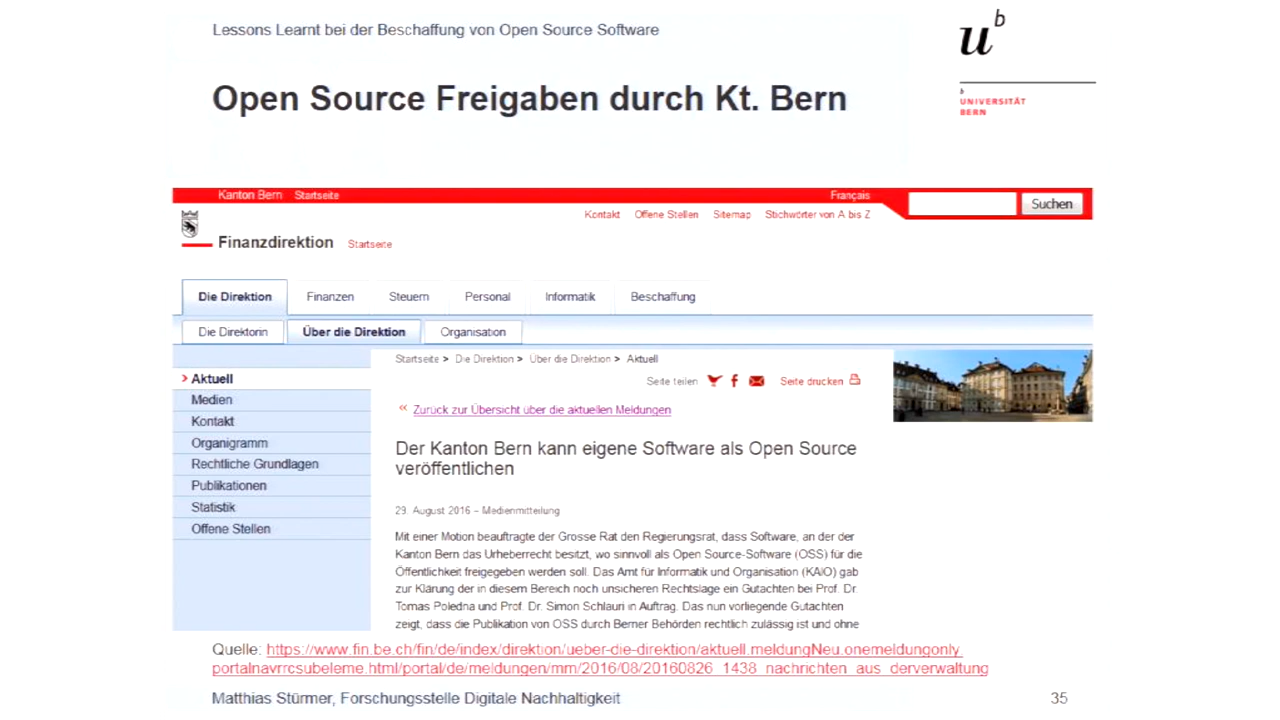 Lessons Learnt bei der Beschaffung von Open Source Software
u b
Open Source Freigaben durch Kt. Bern
b
UNIVERSITÄT
BERN
Kanton Bern Startseite Français
Suchen
Kontakt Offene Stellen Sitemap Stichwörter von A bis Z
Finanzdirektion Startseite
Die Direktion Finanzen Steuern Personal Informatik Beschaffung
Die Direktorin Über die Direktion Organisation
Startseite > Die Direktion > Über die Direktion > Aktuell
Seite teilen Seite drucken
› Aktuell
Medien
Kontakt
Organigramm
Rechtliche Grundlagen
Publikationen
Statistik
Offene Stellen
« Zurück zur Übersicht über die aktuellen Meldungen
Der Kanton Bern kann eigene Software als Open Source
veröffentlichen
29. August 2016 – Medienmitteilung
Mit einer Motion beauftragte der Grosse Rat den Regierungsrat, dass Software, an der der
Kanton Bern das Urheberrecht besitzt, wo sinnvoll als Open Source-Software (OSS) für die
Öffentlichkeit freigegeben werden soll. Das Amt für Informatik und Organisation (KAIO) gab
zur Klärung der in diesem Bereich noch unsicheren Rechtslage ein Gutachten bei Prof. Dr.
Tomas Poledna und Prof. Dr. Simon Schlauri in Auftrag. Das nun vorliegende Gutachten
zeigt, dass die Publikation von OSS durch Berner Behörden rechtlich zulässig ist und ohne
Quelle: https://www.fin.be.ch/fin/de/index/direktion/ueber-die-direktion/aktuell.meldungNeu.onemeldungonly.
portalnavrrcsubeleme.html/portal/de/meldungen/mm/2016/08/20160826_1438_nachrichten_aus_derverwaltung
Matthias Stürmer, Forschungsstelle Digitale Nachhaltigkeit 35